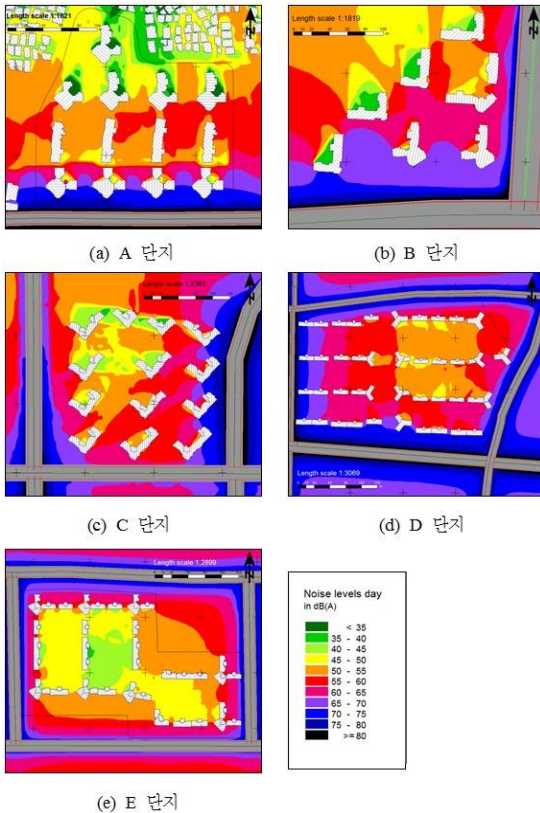 Length scale 1:1821
(a) A 단지
Length scale 1:1819
(b) B 단지
Length scale 1:2383
(c) C 단지
Length scale 1:3069
(d) D 단지
Length scale 1:2899
(e) E 단지
Noise levels day
in dB(A)
< 35
35 - 40
40 - 45
45 - 50
50 - 55
55 - 60
60 - 65
65 - 70
70 - 75
75 - 80
>= 80